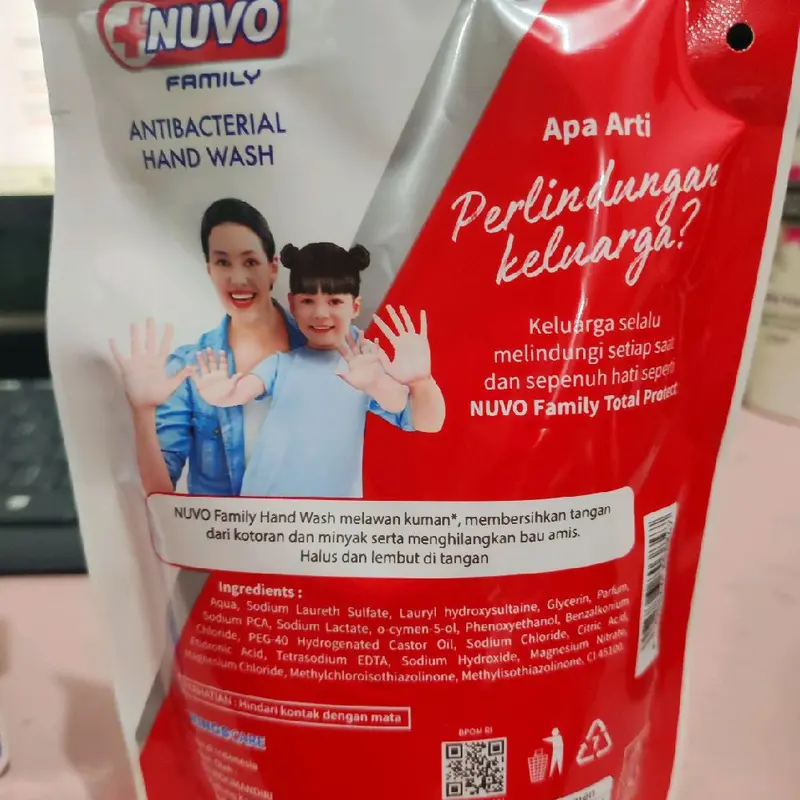 NUVO
FAMILY
ANTIBACTERIAL
HAND WASH
Apa Arti
Perlindungan
keluarga?
Keluarga selalu
melindungi setiap saat
dan sepenuh hati seperti
NUVO Family Total Protect
NUVO Family Hand Wash melawan kuman*, membersihkan tangan
dari kotoran dan minyak serta menghilangkan bau amis.
Halus dan lembut di tangan
Ingredients :
Aqua, Sodium Laureth Sulfate, Lauryl hydroxysultaine, Glycerin, Parfum,
Sodium PCA, Sodium Lactate, o-cymen-5-ol, Phenoxyethanol, Benzalkonium
Chloride, PEG-40 Hydrogenated Castor Oil, Sodium Chloride, Citric Acid,
Etidronic Acid, Tetrasodium EDTA, Sodium Hydroxide, Magnesium Nitrate,
Magnesium Chloride, Methylchloroisothiazolinone, Methylisothiazolinone, CI 45100.
: Hindari kontak dengan mata
BPOM RI
Indonesia